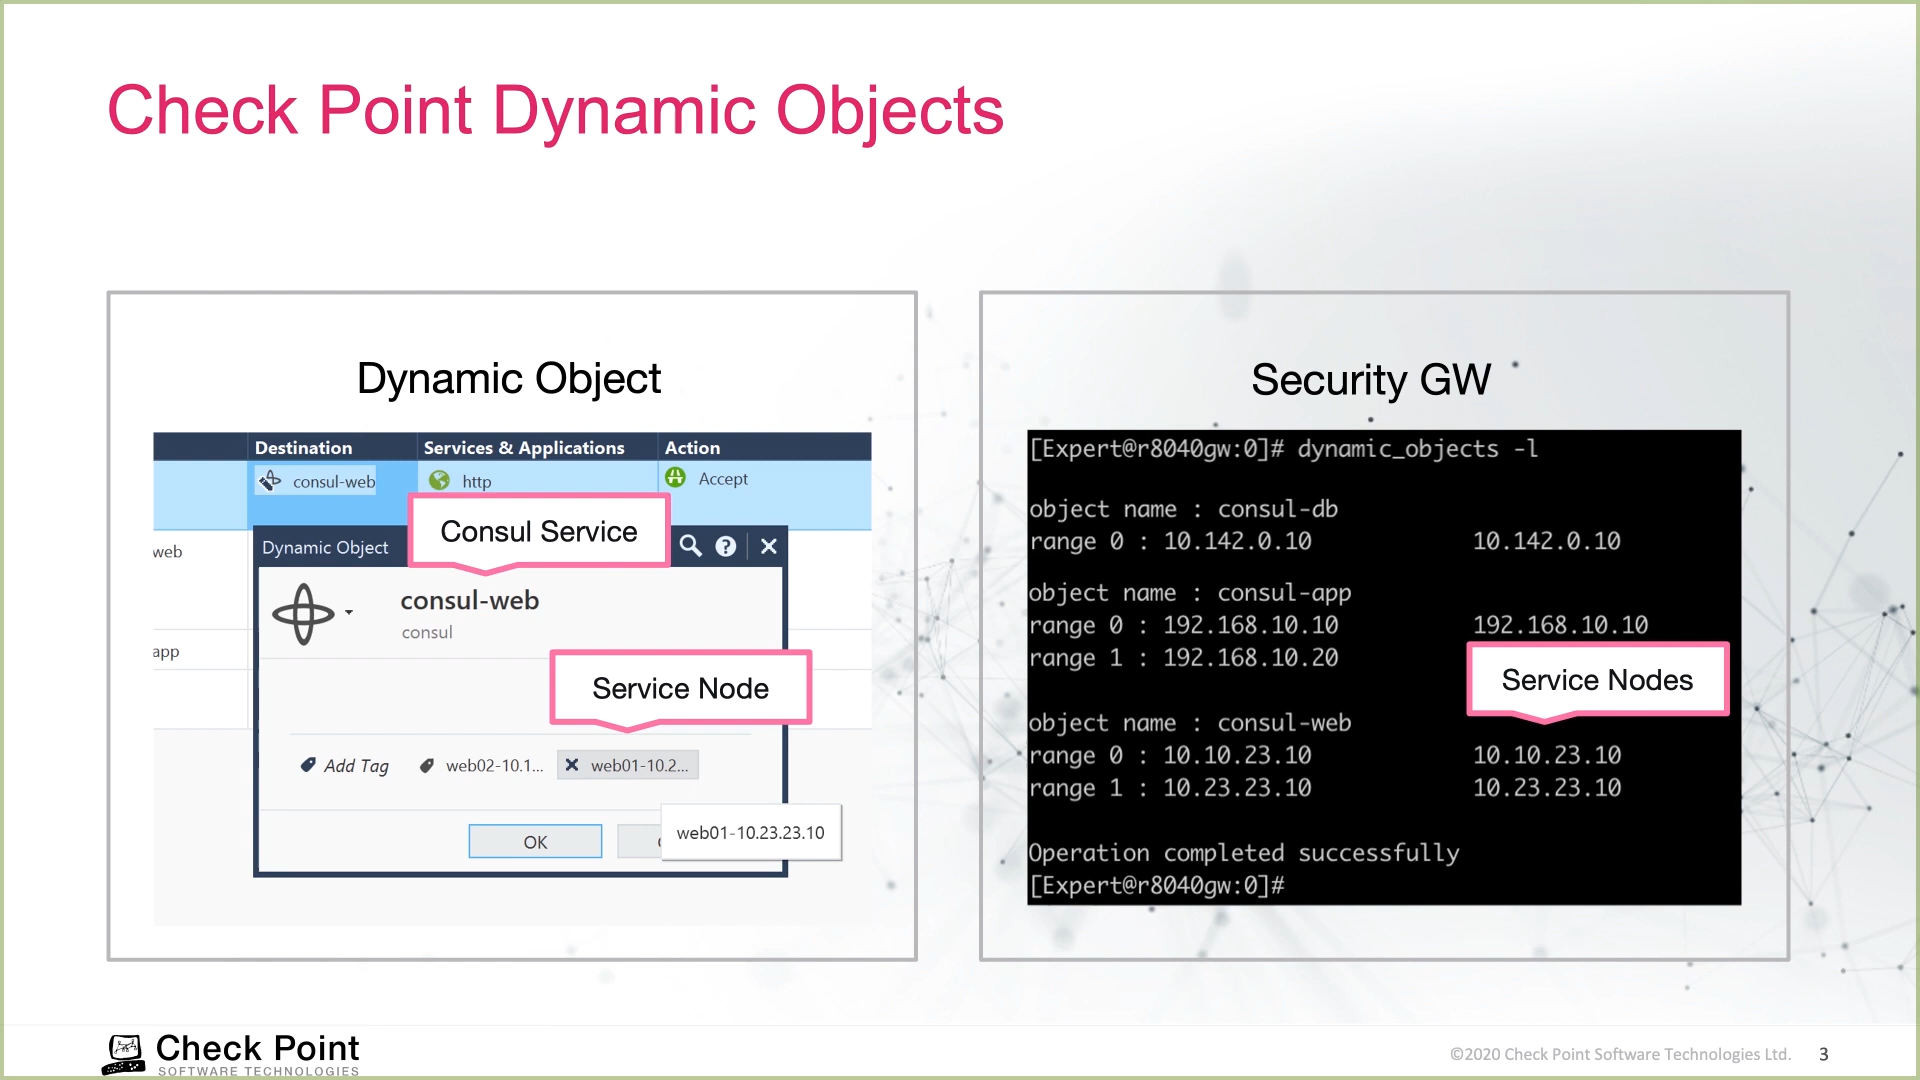 Check Point Dynamic Objects
Dynamic Object
Destination Services & Applications Action
consul-web http Accept
Consul Service
web
Dynamic Object
consul-web
consul
app
Service Node
Add Tag web02-10.1... web01-10.2...
OK
web01-10.23.23.10
Security GW
[Expert@r8040gw:0]# dynamic_objects -l
object name : consul-db
range 0 : 10.142.0.10 10.142.0.10
object name : consul-app
range 0 : 192.168.10.10 192.168.10.10
range 1 : 192.168.10.20
Service Nodes
object name : consul-web
range 0 : 10.10.23.10 10.10.23.10
range 1 : 10.23.23.10 10.23.23.10
Operation completed successfully
[Expert@r8040gw:0]#
Check Point
SOFTWARE TECHNOLOGIES
©2020 Check Point Software Technologies Ltd. 3